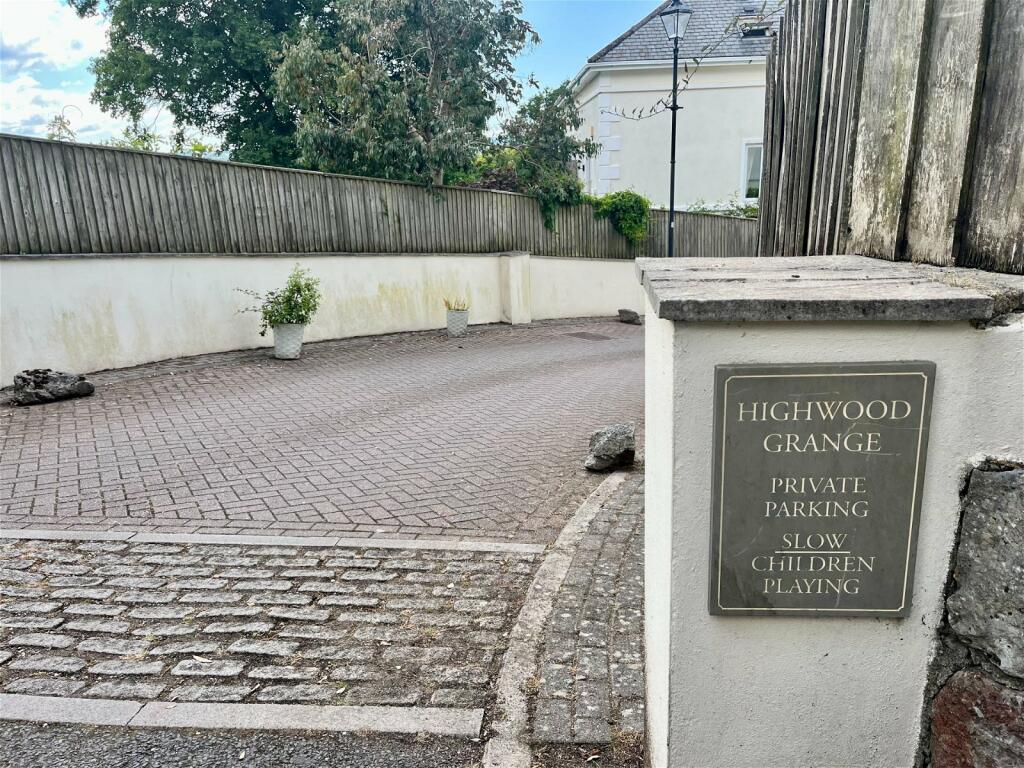 HIGHWOOD
GRANGE
PRIVATE
PARKING
SLOW
CHILDREN
PLAYING